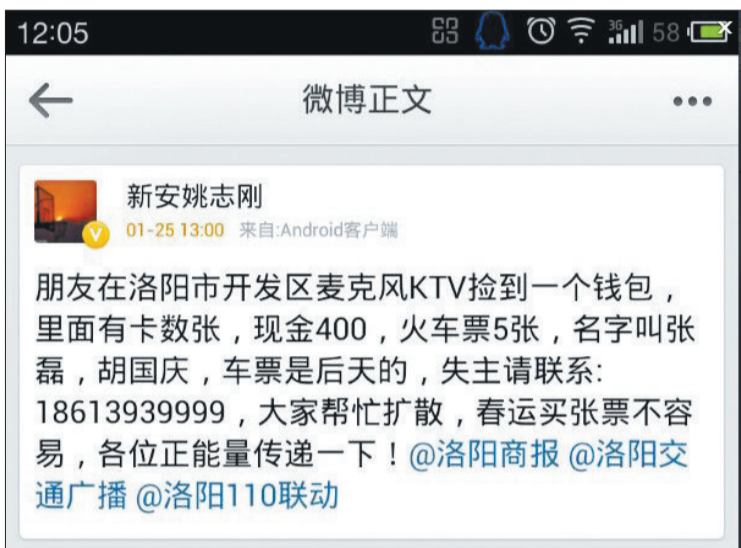 12:05
3G
58
微博正文
新安姚志刚
V
01-25 13:00 来自:Android客户端
朋友在洛阳市开发区麦克风KTV捡到一个钱包，
里面有卡数张，现金400，火车票5张，名字叫张
磊，胡国庆，车票是后天的，失主请联系:
18613939999，大家帮忙扩散，春运买张票不容
易，各位正能量传递一下！@洛阳商报 @洛阳交
通广播 @洛阳110联动